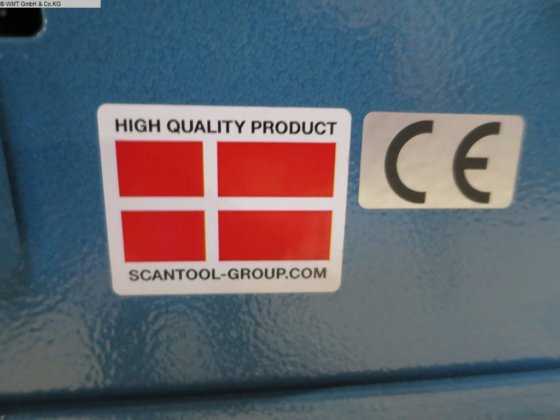 © WMT GmbH & Co KG
HIGH QUALITY PRODUCT
CE
SCANTOOL-GROUP.COM